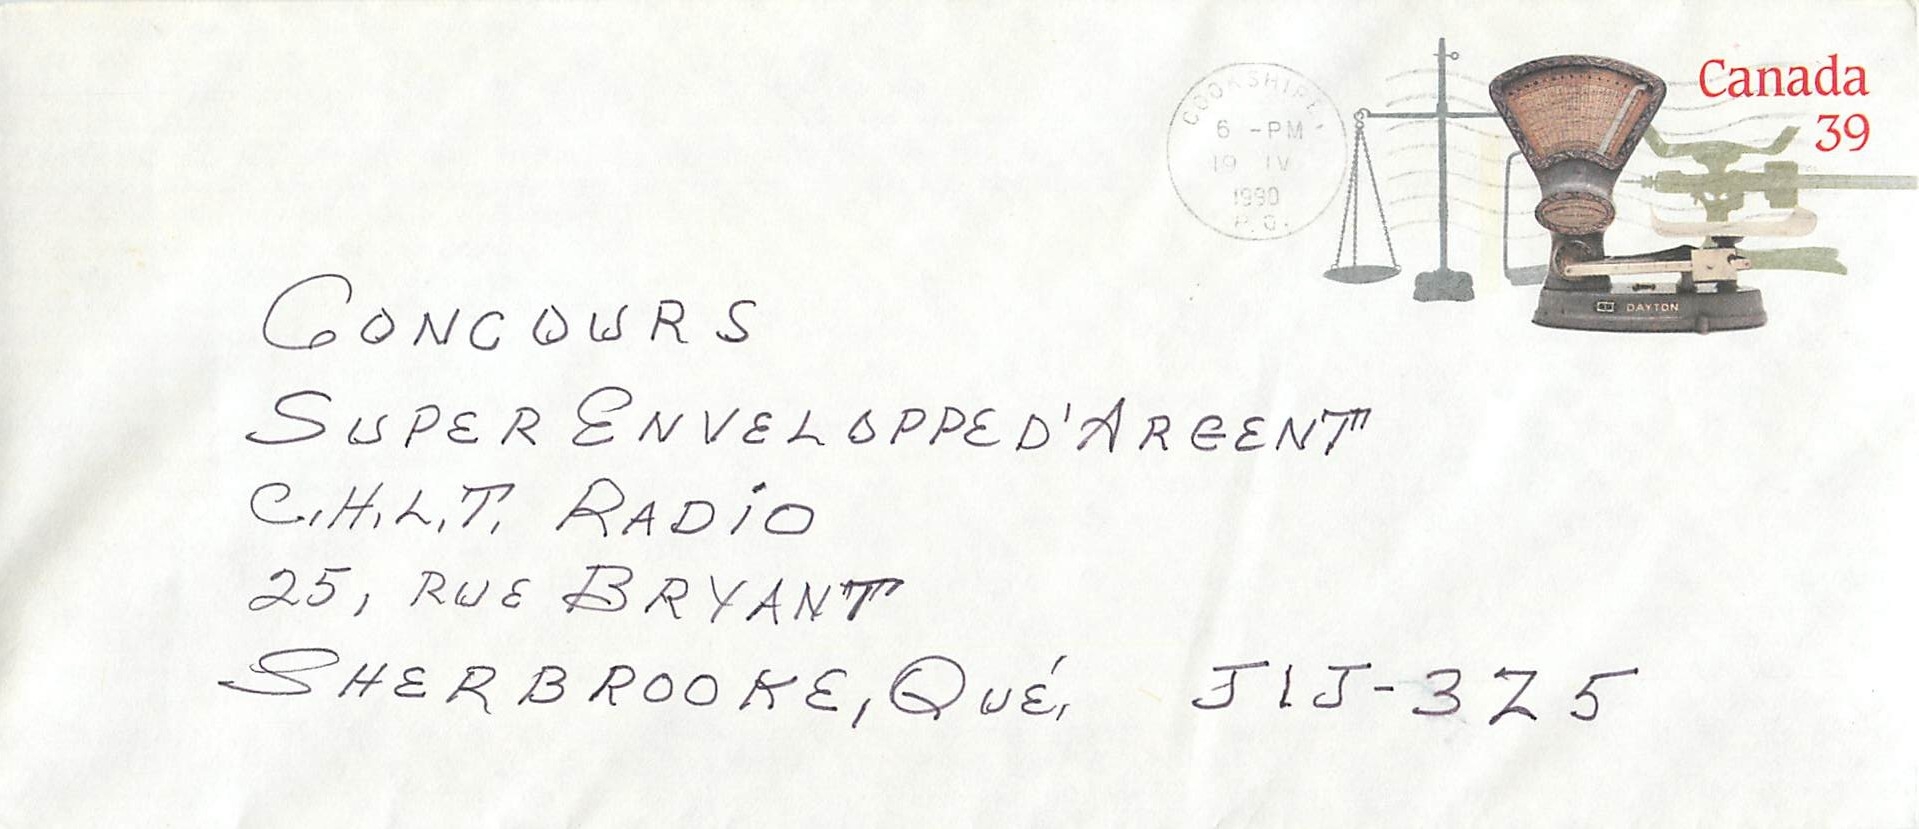 COOKSHIRE
6 -PM
19 IV
1990
P.Q.
Canada
39
DAYTON
CONCOURS
SUPER ENVELOPPE D'ARGENT
C.H.L.T. RADIO
25, RUE BRYANT
SHERBROOKE, QUÉ, J1J-3Z5